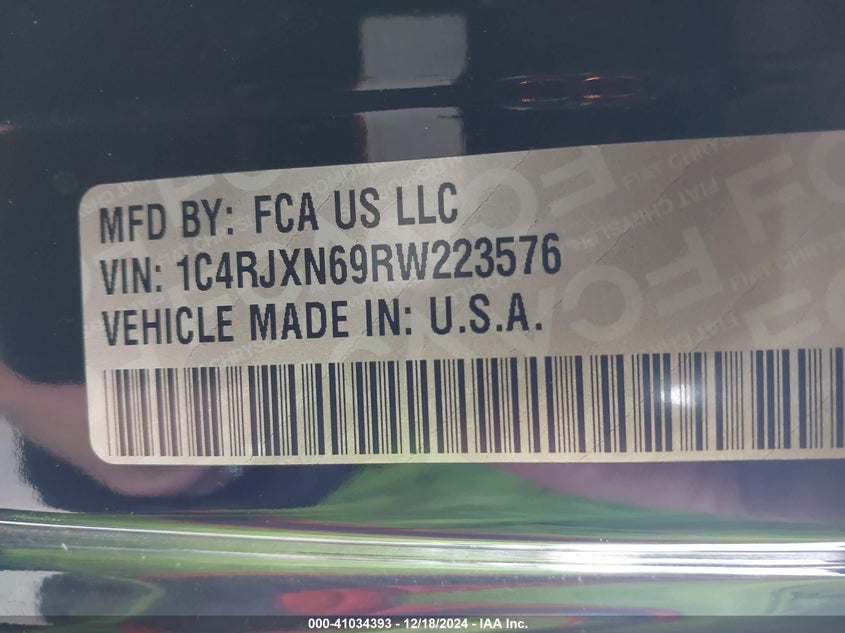 MFD BY: FCA US LLC
VIN: 1C4RJXN69RW223576
VEHICLE MADE IN: U.S.A.
000-41034393 - 12/18/2024 - IAA Inc.